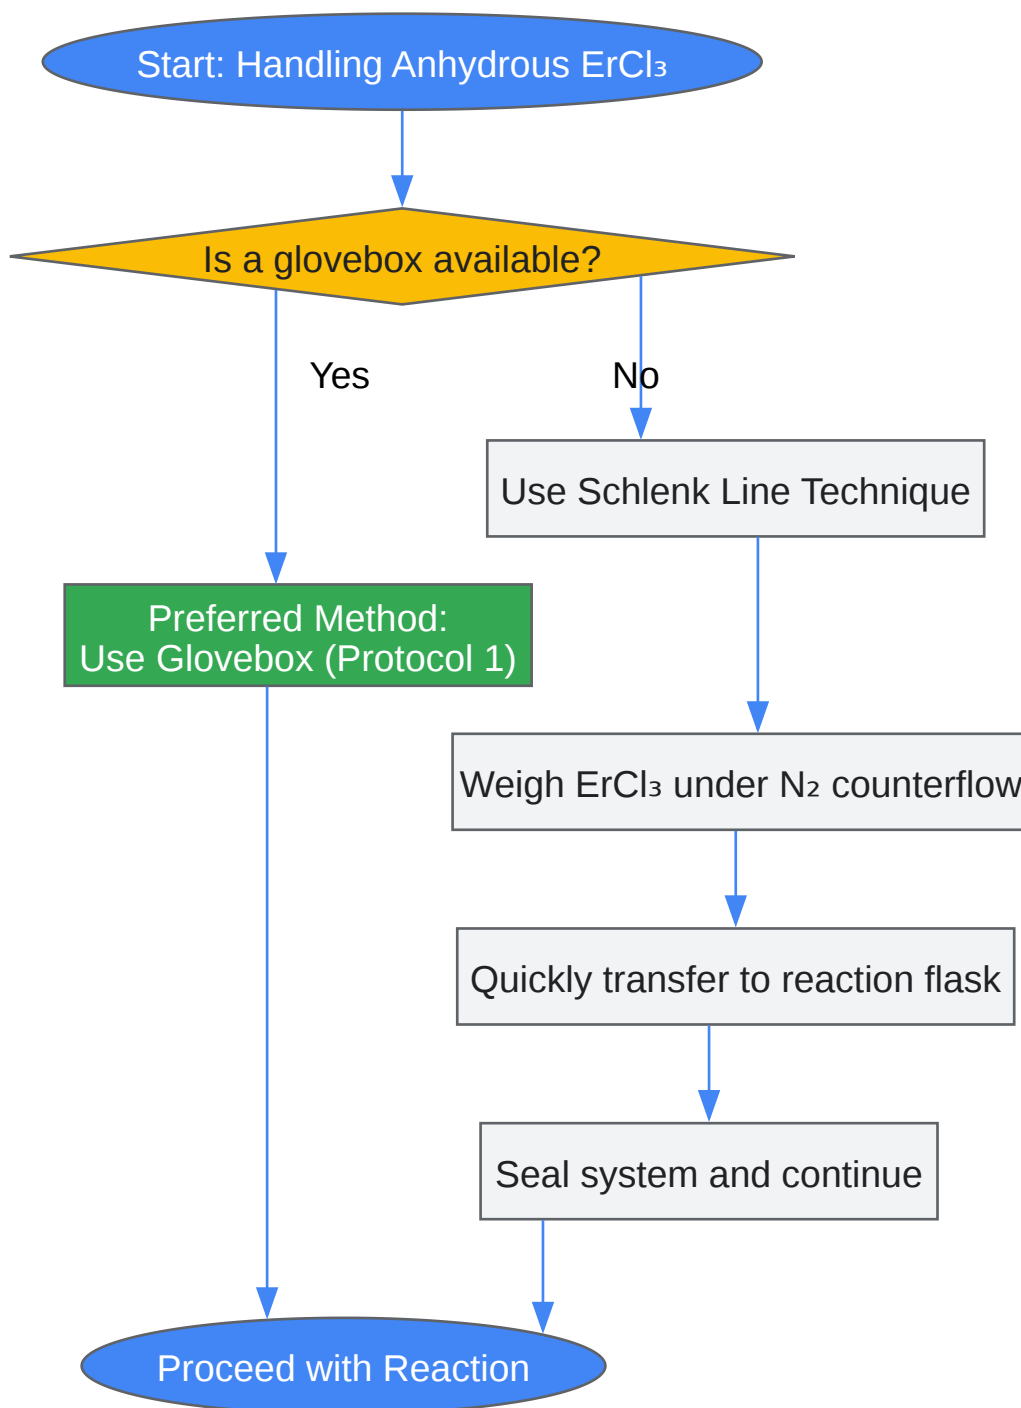 Start: Handling Anhydrous ErCl₃
Is a glovebox available?
Yes
No
Use Schlenk Line Technique
Preferred Method:
Use Glovebox (Protocol 1)
Weigh ErCl₃ under N₂ counterflow
Quickly transfer to reaction flask
Seal system and continue
Proceed with Reaction